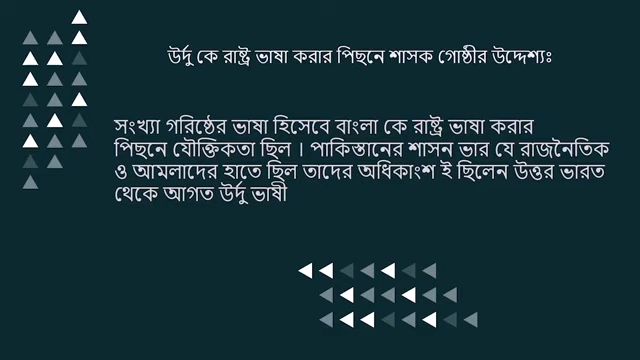 উর্দু কে রাষ্ট্র ভাষা করার পিছনে শাসক গোষ্ঠীর উদ্দেশ্যঃ
সংখ্যা গরিষ্ঠের ভাষা হিসেবে বাংলা কে রাষ্ট্র ভাষা করার
পিছনে যৌক্তিকতা ছিল । পাকিস্তানের শাসন ভার যে রাজনৈতিক
ও আমলাদের হাতে ছিল তাদের অধিকাংশ ই ছিলেন উত্তর ভারত
থেকে আগত উর্দু ভাষী